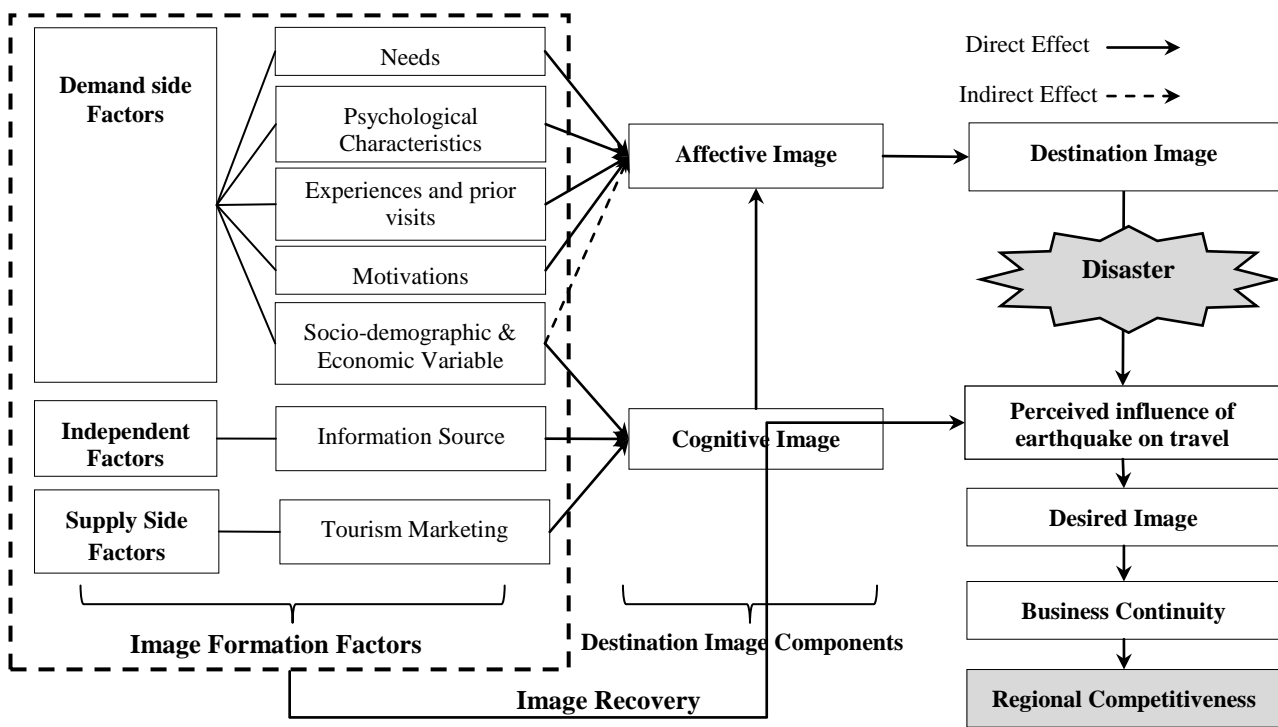 Demand side
Factors
Needs
Psychological
Characteristics
Experiences and prior
visits
Motivations
Socio-demographic &
Economic Variable
Independent
Factors
Information Source
Supply Side
Factors
Tourism Marketing
Image Formation Factors
Affective Image
Cognitive Image
Destination Image Components
Image Recovery
Direct Effect
Indirect Effect
Destination Image
Disaster
Perceived influence of
earthquake on travel
Desired Image
Business Continuity
Regional Competitiveness